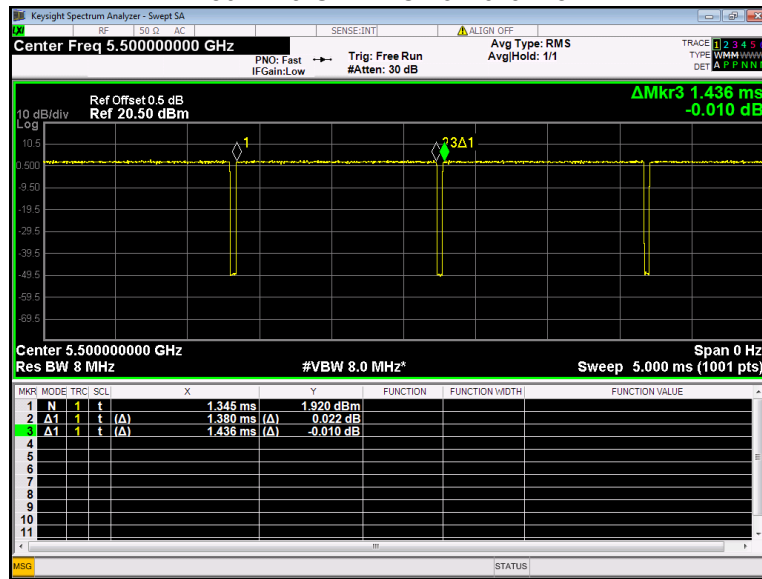 Keysight Spectrum Analyzer - Swept SA
LXI RF 50 Ω AC SENSE:INT ALIGN OFF
Center Freq 5.500000000 GHz Avg Type: RMS TRACE 1 2 3 4 5
PNO: Fast Trig: Free Run Avg|Hold: 1/1 TYPE WMM
IFGain:Low #Atten: 30 dB DET A P P N N
ΔMkr3 1.436 ms
Ref Offset 0.5 dB
10 dB/div Ref 20.50 dBm -0.010 dB
Log
10.5
1 2 3Δ1
0.500
-9.50
-19.5
-29.5
-39.5
-49.5
-59.5
-69.5
Center 5.500000000 GHz Span 0 Hz
Res BW 8 MHz #VBW 8.0 MHz* Sweep 5.000 ms (1001 pts)
MKR MODE TRC SCL X Y FUNCTION FUNCTION WIDTH FUNCTION VALUE
1 N 1 t 1.345 ms 1.920 dBm
2 Δ1 1 t (Δ) 1.380 ms (Δ) 0.022 dB
3 Δ1 1 t (Δ) 1.436 ms (Δ) -0.010 dB
4
5
6
7
8
9
10
11
MSG STATUS